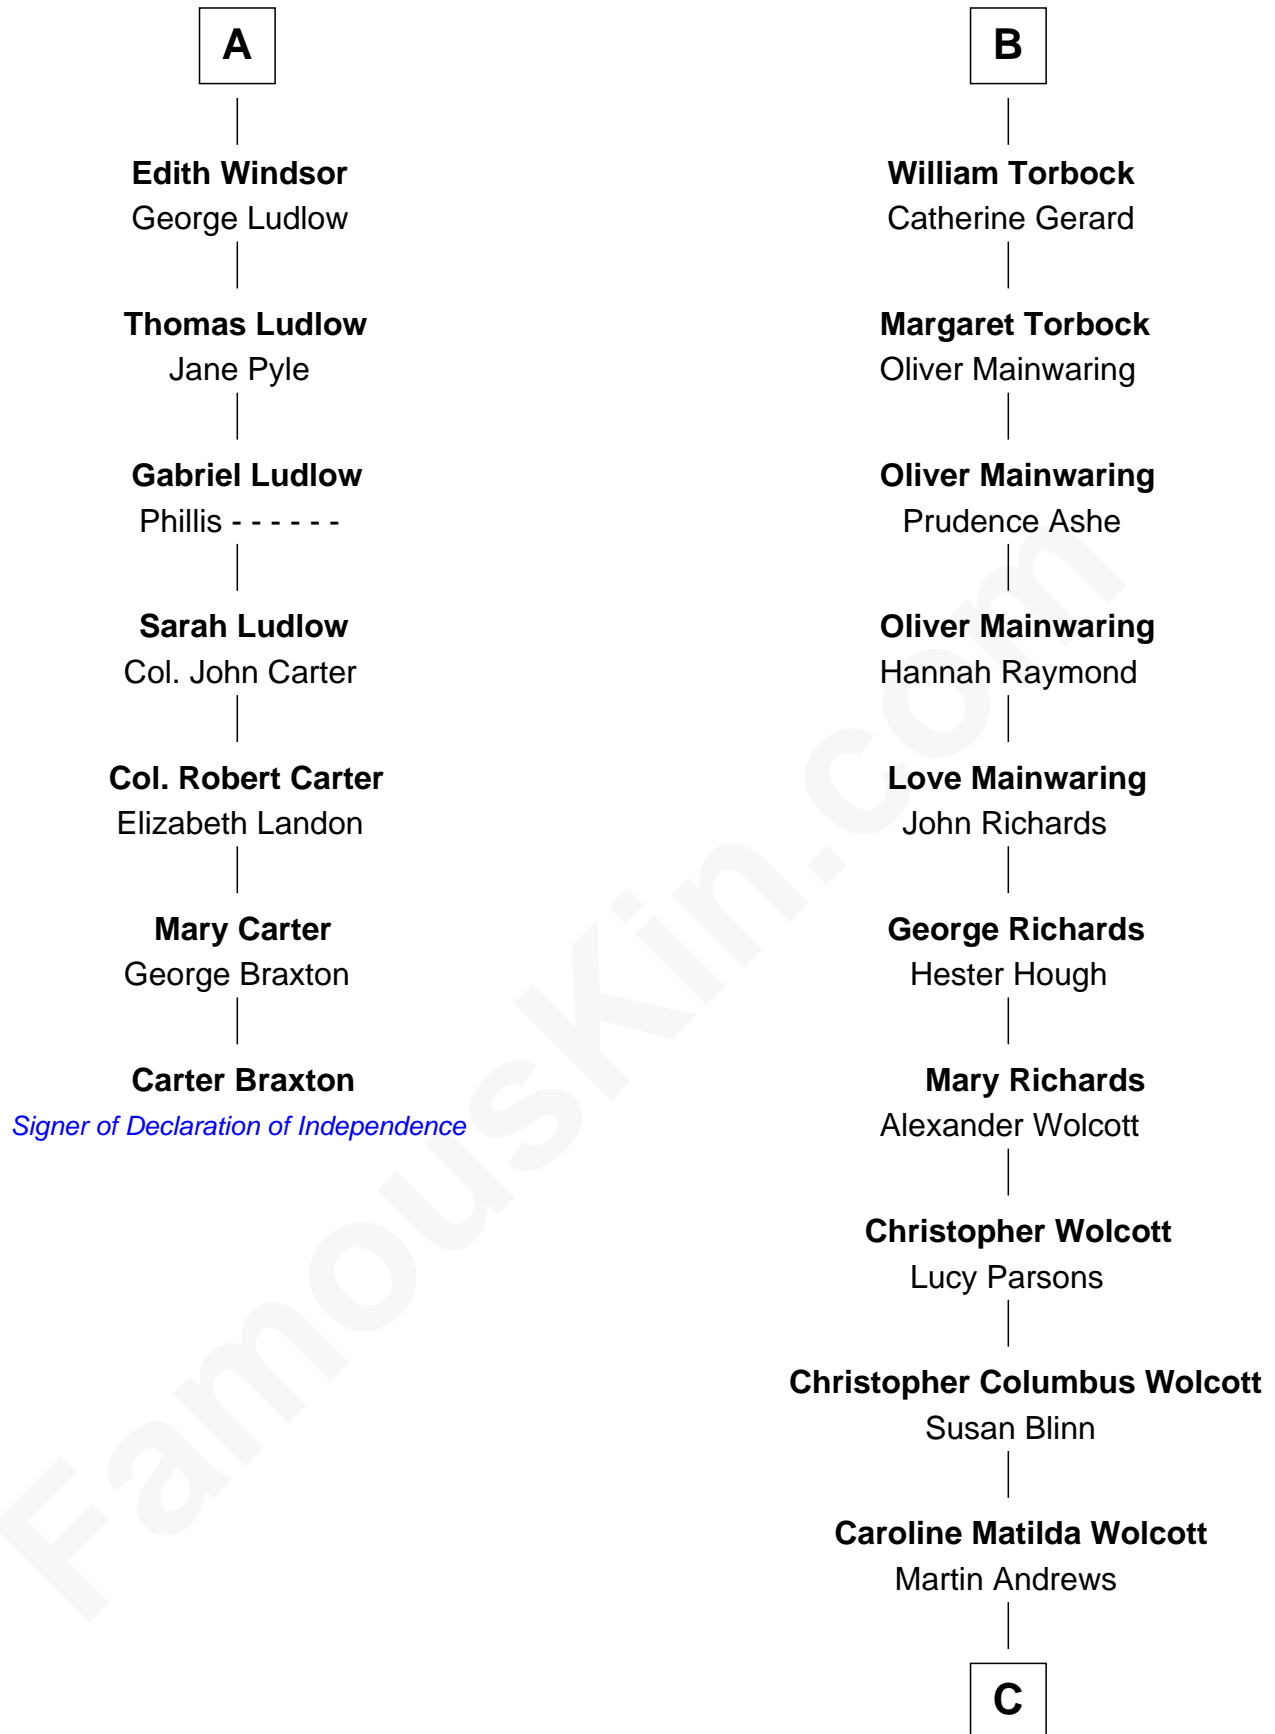 A
Edith Windsor
George Ludlow
Thomas Ludlow
Jane Pyle
Gabriel Ludlow
Phillis - - - - - -
Sarah Ludlow
Col. John Carter
Col. Robert Carter
Elizabeth Landon
Mary Carter
George Braxton
Carter Braxton
Signer of Declaration of Independence
B
William Torbock
Catherine Gerard
Margaret Torbock
Oliver Mainwaring
Oliver Mainwaring
Prudence Ashe
Oliver Mainwaring
Hannah Raymond
Love Mainwaring
John Richards
George Richards
Hester Hough
Mary Richards
Alexander Wolcott
Christopher Wolcott
Lucy Parsons
Christopher Columbus Wolcott
Susan Blinn
Caroline Matilda Wolcott
Martin Andrews
C
FamousKin.com